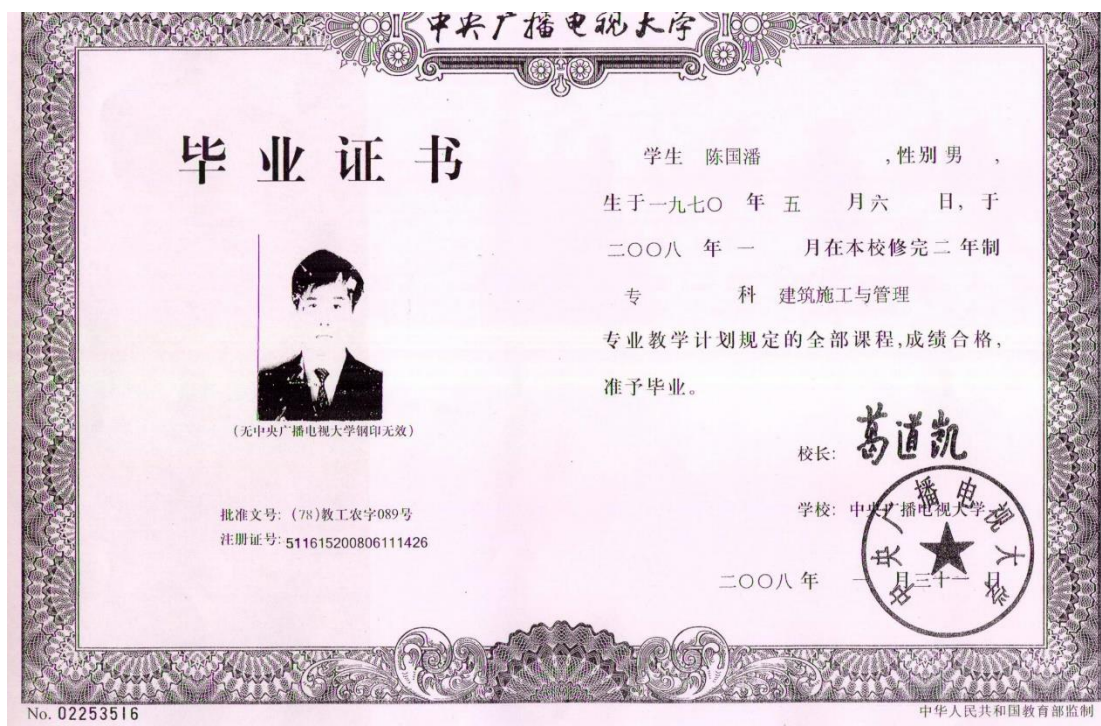 中央广播电视大学
毕业证书
(无中央广播电视大学钢印无效)
批准文号: (78)教工农字089号
注册证号: 511615200806111426
学生 陈国潘 ,性别 男 ,
生于一九七〇 年 五 月六 日, 于
二〇〇八 年 一 月在本校修完二 年制
专 科 建筑施工与管理
专业教学计划规定的全部课程,成绩合格,
准予毕业。
校长: 葛道凯
学校: 中央广播电视大学
中央广播电视大学
二〇〇八 年 一 月三十一 日
No. 02253516
中华人民共和国教育部监制